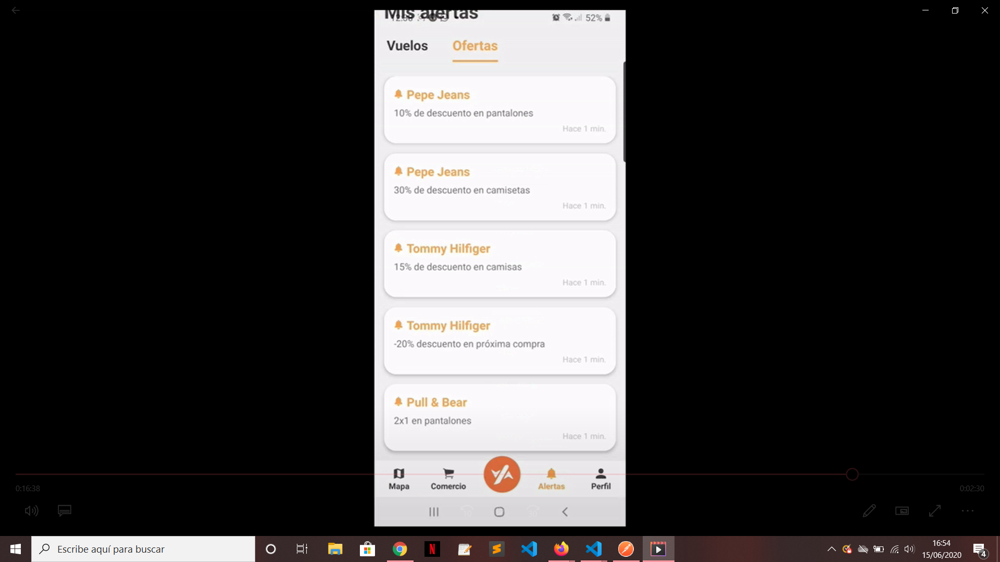 Mis alertas
52%
Vuelos Ofertas
Pepe Jeans
10% de descuento en pantalones
Hace 1 min.
Pepe Jeans
30% de descuento en camisetas
Hace 1 min.
Tommy Hilfiger
15% de descuento en camisas
Hace 1 min.
Tommy Hilfiger
-20% descuento en próxima compra
Hace 1 min.
Pull & Bear
2x1 en pantalones
Hace 1 min.
Mapa Comercio Alertas Perfil
0:16:38 0:02:30
10 30
Escribe aquí para buscar
N
16:54
15/06/2020
4